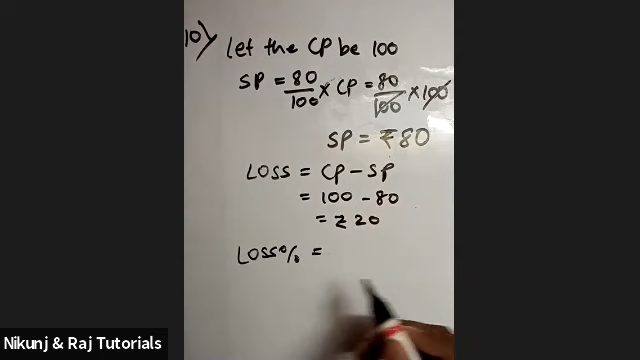 10)
Let the CP be 100
SP = 80/100 × CP = 80/100 × 100
SP = ₹80
LOSS = CP - SP
= 100 - 80
= ₹ 20
LOSS% =
Nikunj & Raj Tutorials